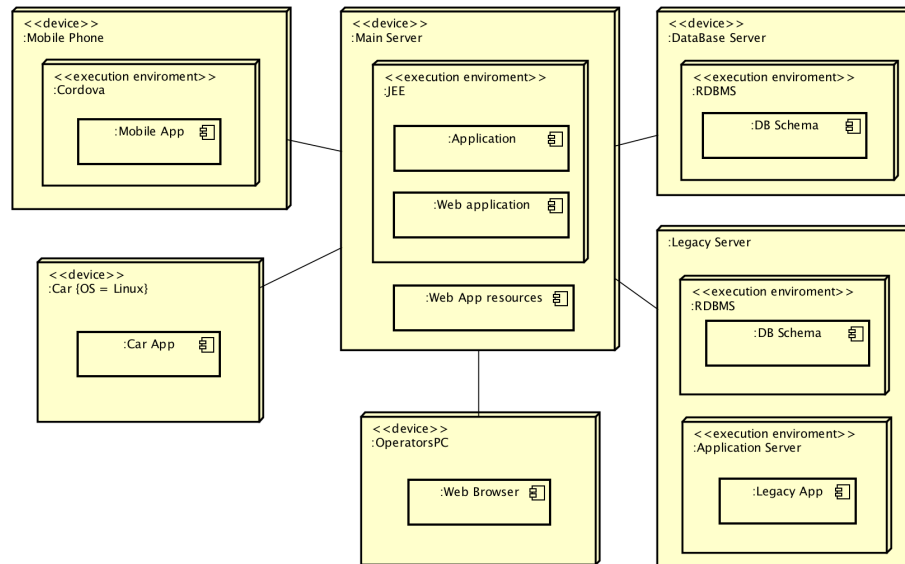 <<device>>
:Mobile Phone
<<execution enviroment>>
:Cordova
:Mobile App
<<device>>
:Main Server
<<execution enviroment>>
:JEE
:Application
:Web application
:Web App resources
<<device>>
:DataBase Server
<<execution enviroment>>
:RDBMS
:DB Schema
<<device>>
:Car {OS = Linux}
:Car App
:Legacy Server
<<execution enviroment>>
:RDBMS
:DB Schema
<<execution enviroment>>
:Application Server
:Legacy App
<<device>>
:OperatorsPC
:Web Browser